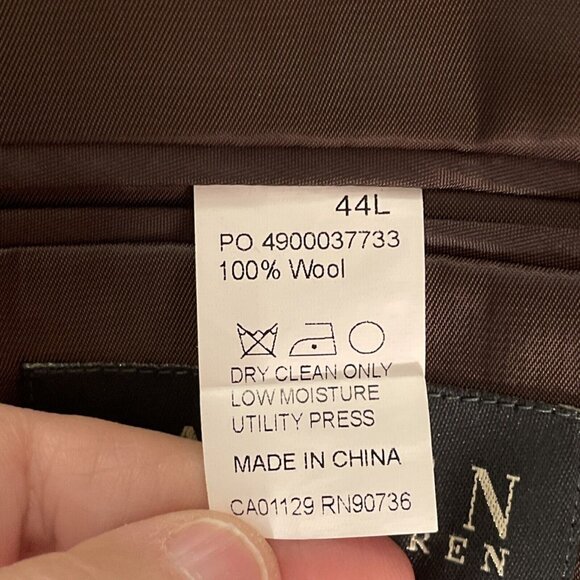 44L
PO 4900037733
100% Wool
DRY CLEAN ONLY
LOW MOISTURE
UTILITY PRESS
MADE IN CHINA
CA01129 RN90736